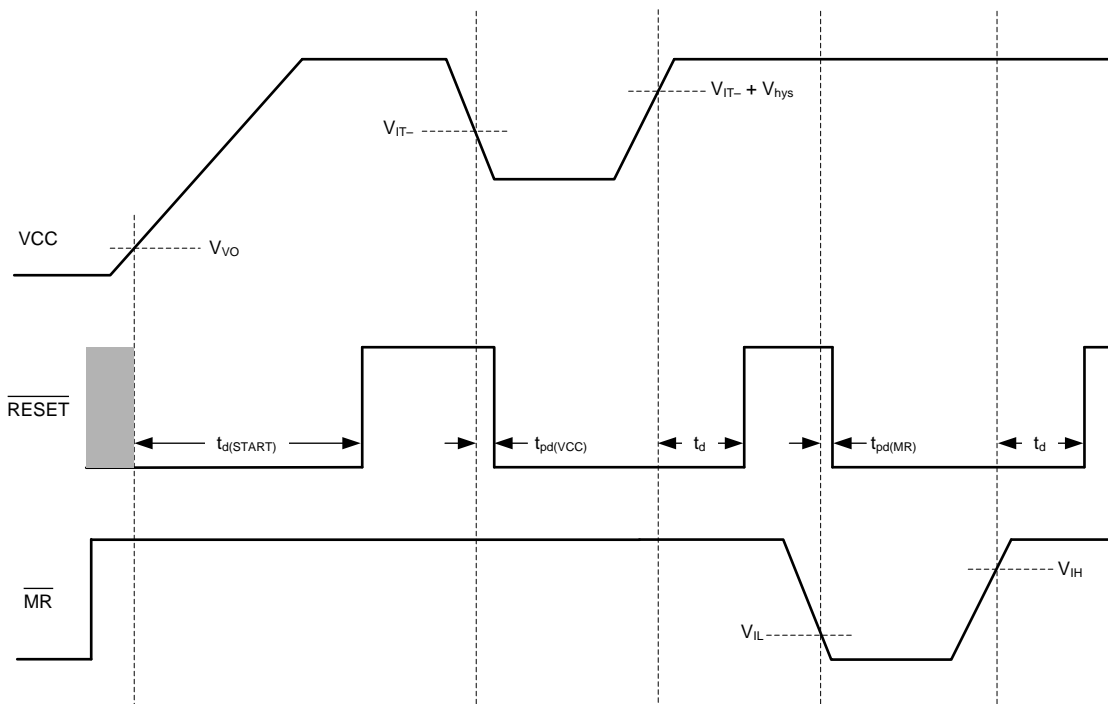 V_IT– + V_hys
V_IT–
VCC
V_VO
RESET
t_d(START)
t_pd(VCC)
t_d
t_pd(MR)
t_d
MR
V_IH
V_IL